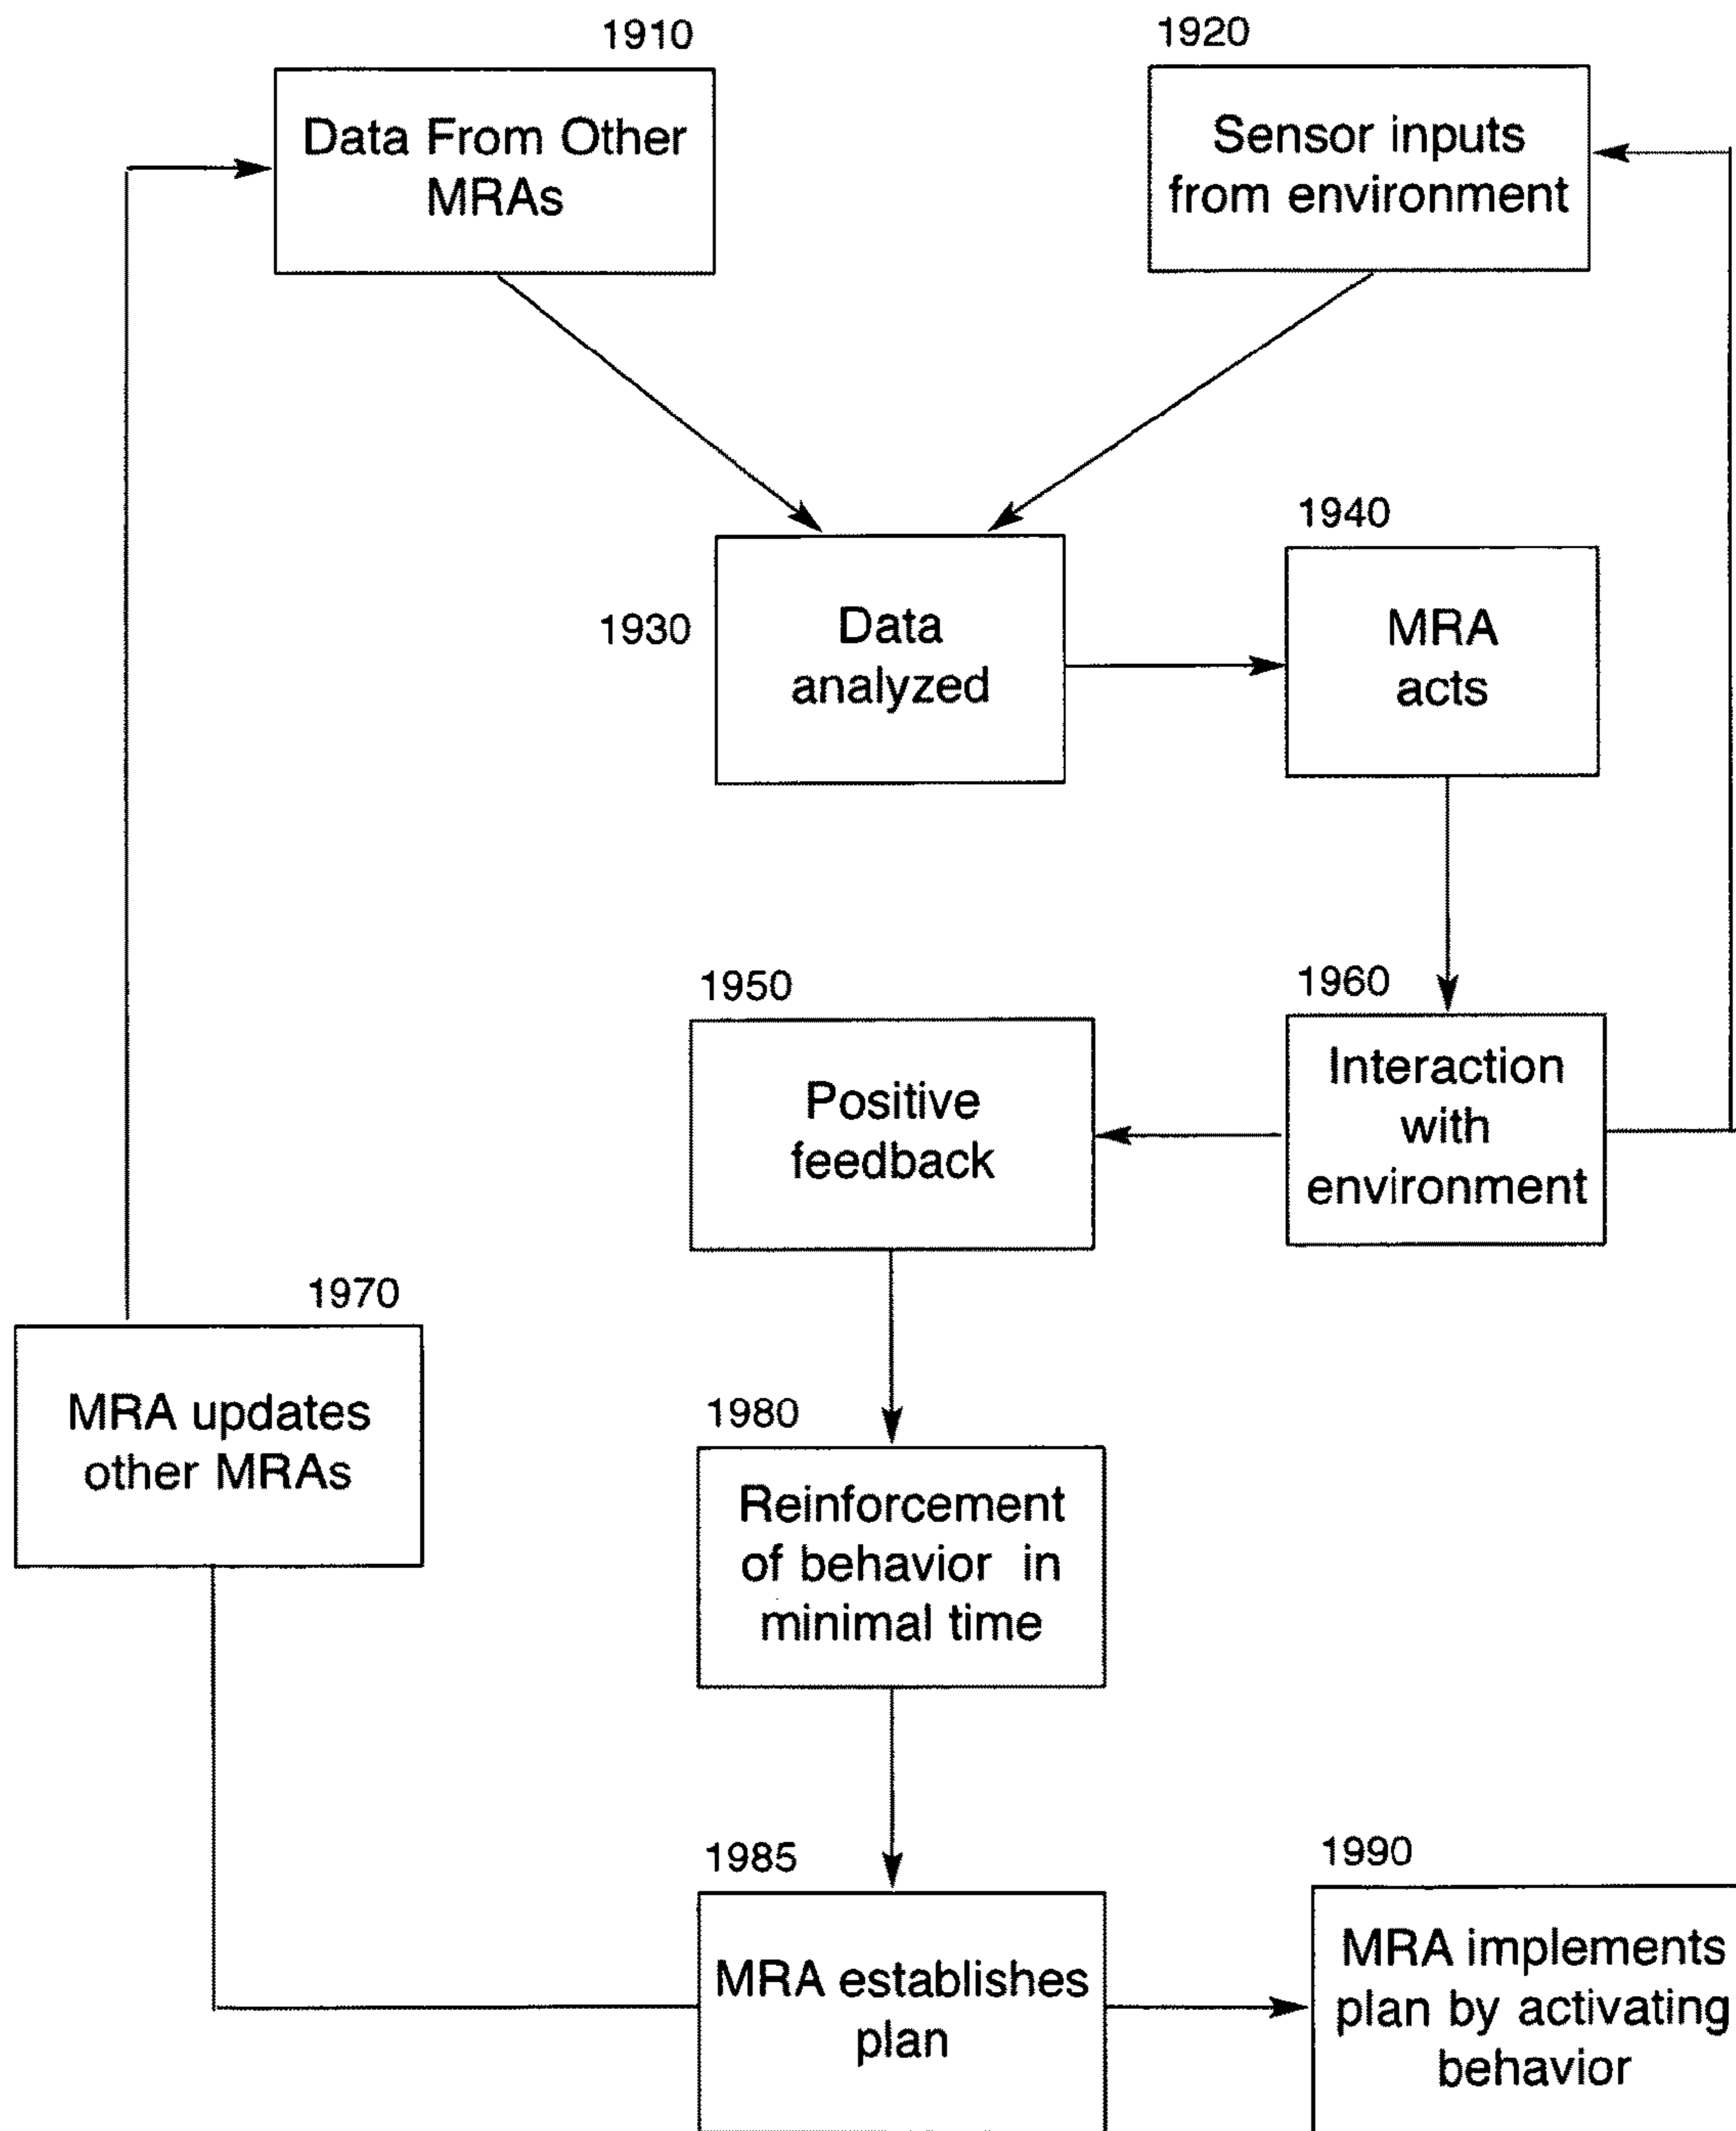 1910
Data From Other
MRAs
1920
Sensor inputs
from environment
1930
Data
analyzed
1940
MRA
acts
1950
Positive
feedback
1960
Interaction
with
environment
1970
MRA updates
other MRAs
1980
Reinforcement
of behavior in
minimal time
1985
MRA establishes
plan
1990
MRA implements
plan by activating
behavior